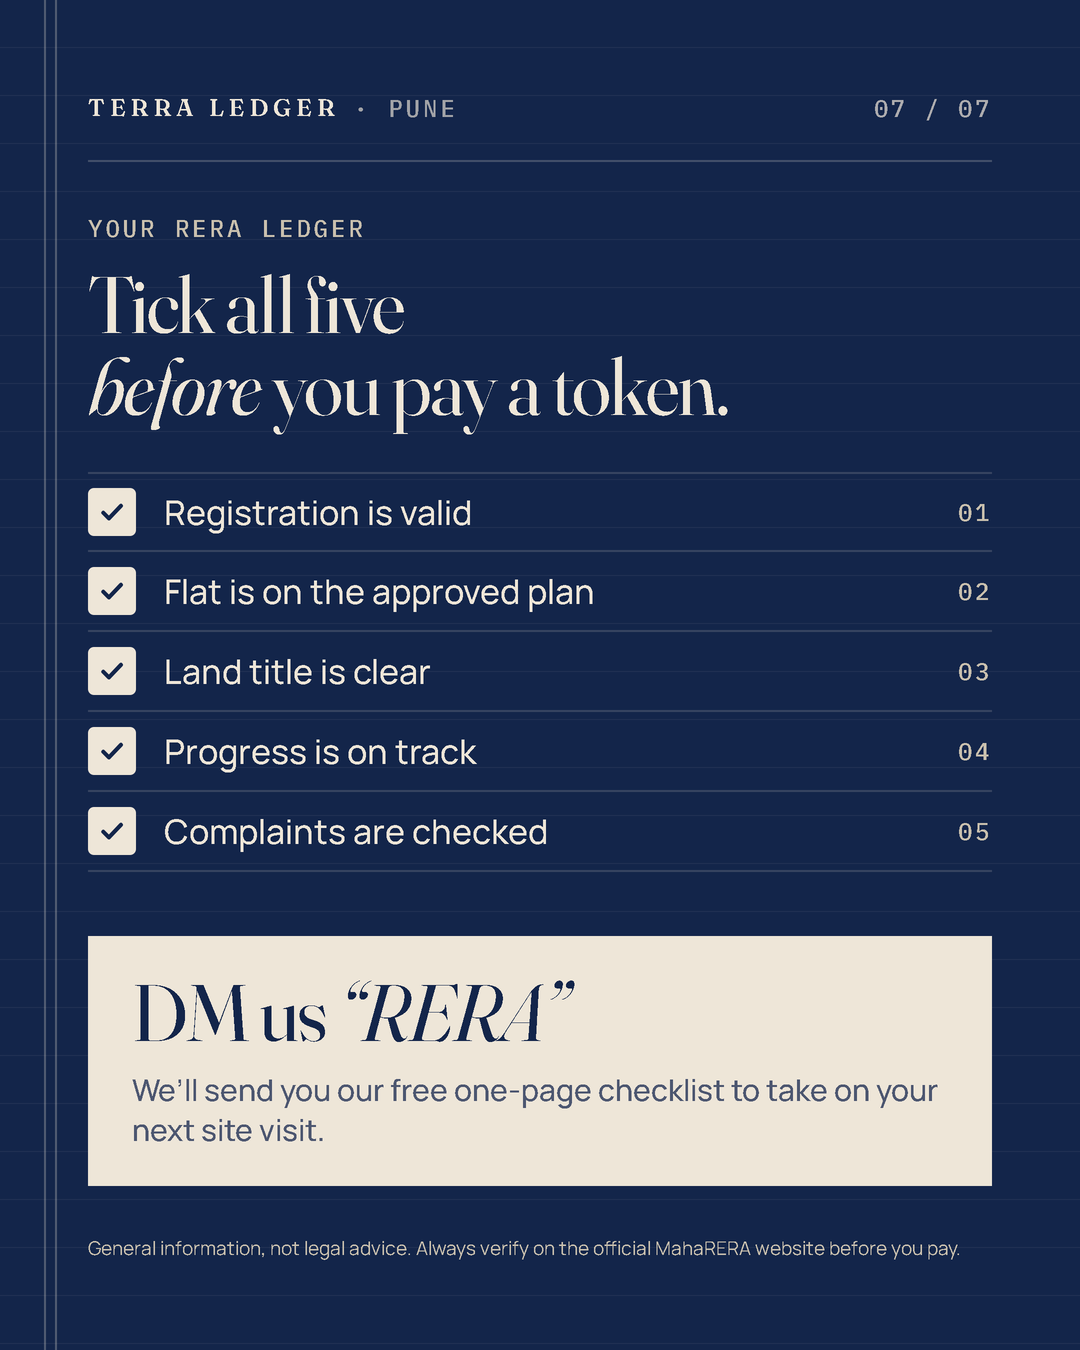 TERRA LEDGER · PUNE
07 / 07
YOUR RERA LEDGER
Tick all five
before you pay a token.
Registration is valid 01
Flat is on the approved plan 02
Land title is clear 03
Progress is on track 04
Complaints are checked 05
DM us “RERA”
We’ll send you our free one-page checklist to take on your
next site visit.
General information, not legal advice. Always verify on the official MahaRERA website before you pay.